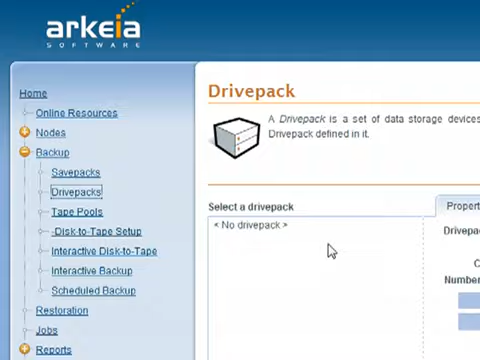 arkeia
SOFTWARE
Home
Online Resources
Nodes
Backup
Savepacks
Drivepacks
Tape Pools
Disk-to-Tape Setup
Interactive Disk-to-Tape
Interactive Backup
Scheduled Backup
Restoration
Jobs
Reports
Drivepack
A Drivepack is a set of data storage devices
Drivepack defined in it.
Select a drivepack
< No drivepack >
Propert
Drivepa
C
Number